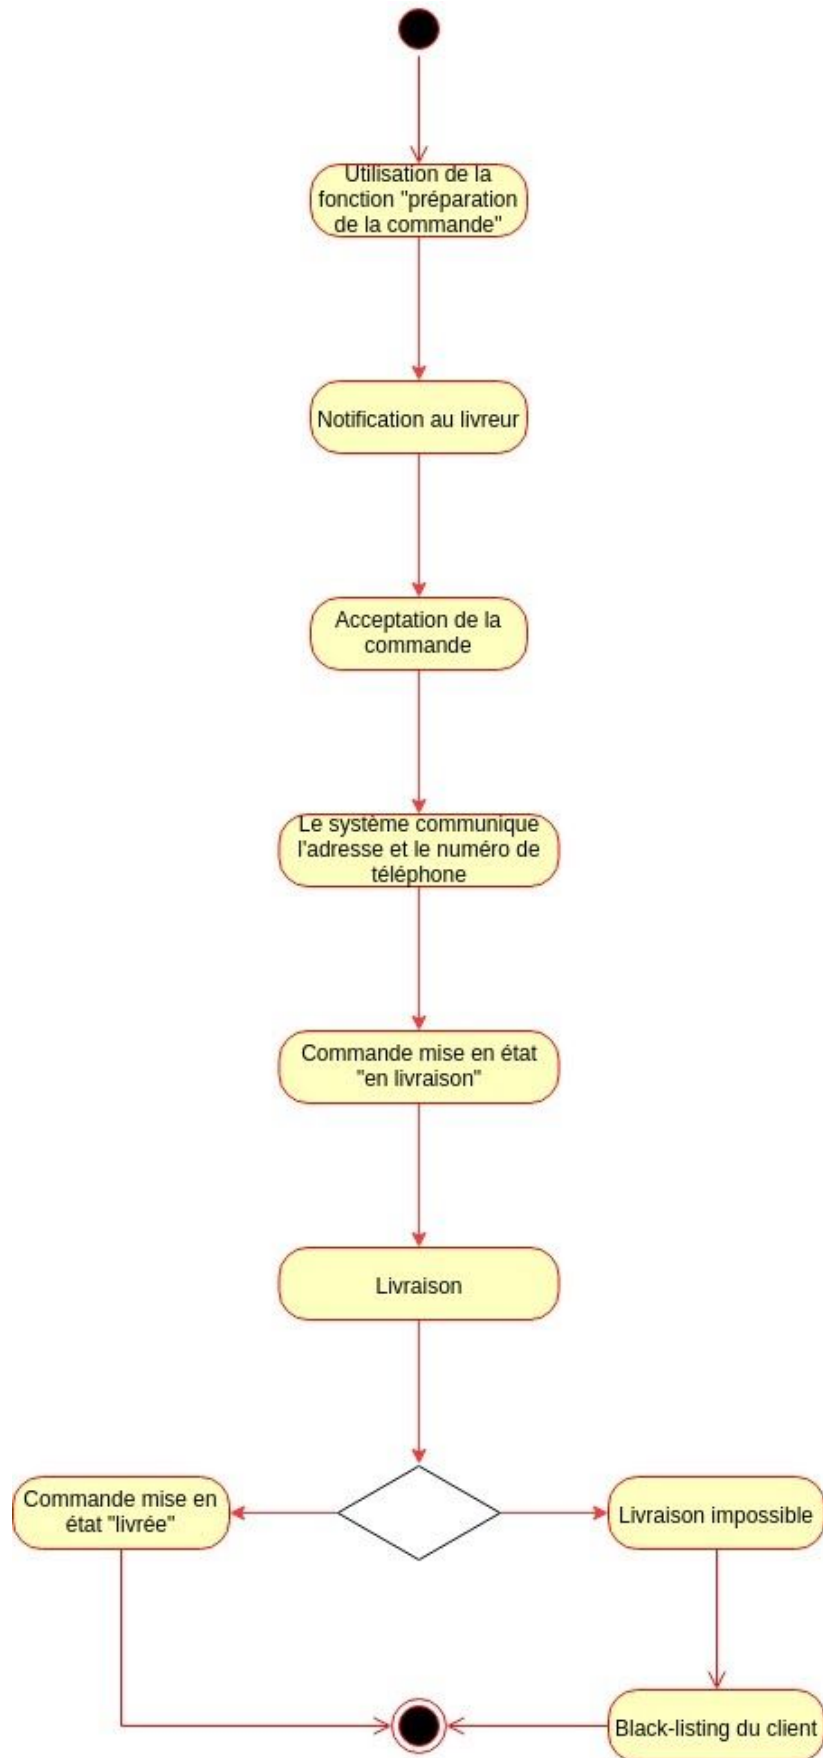 Utilisation de la
fonction "préparation
de la commande"
Notification au livreur
Acceptation de la
commande
Le système communique
l'adresse et le numéro de
téléphone
Commande mise en état
"en livraison"
Livraison
Commande mise en
état "livrée"
Livraison impossible
Black-listing du client